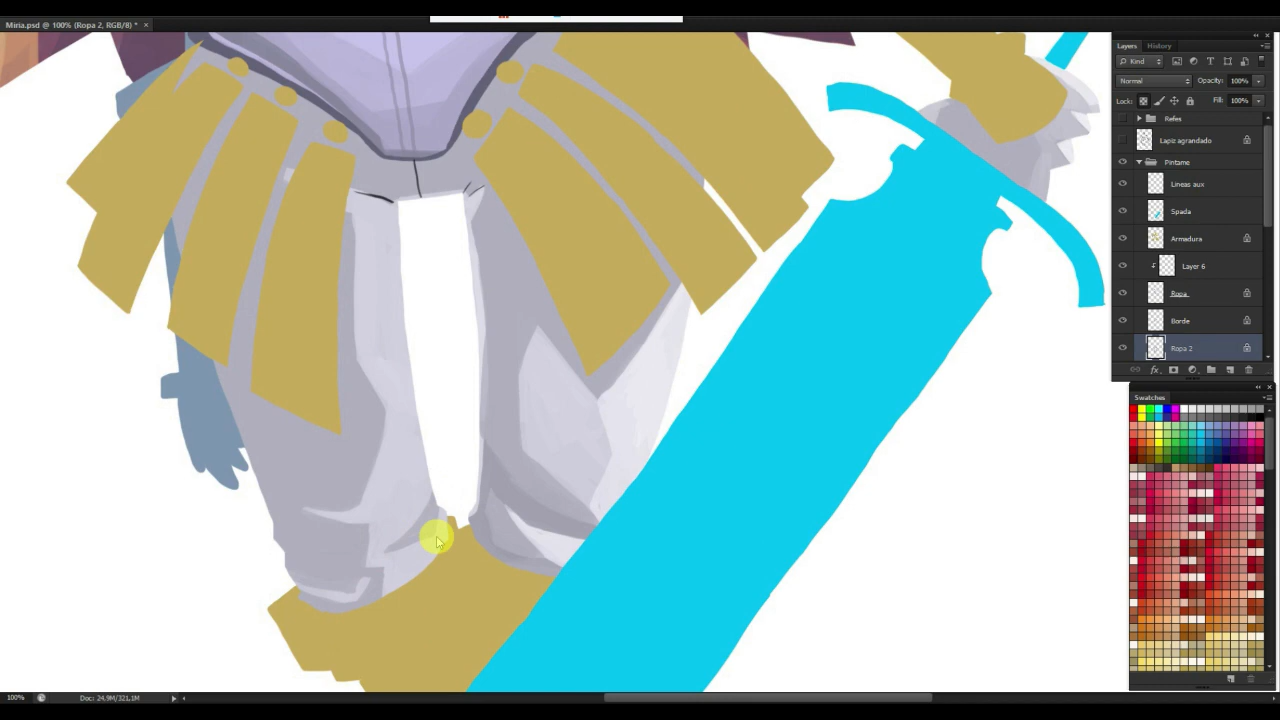 Miria.psd @ 100% (Ropa 2, RGB/8) * ×
Layers History
Kind
Normal Opacity: 100%
Lock: Fill: 100%
Refes
Lapiz agrandado
Pintame
Lineas aux
Spada
Armadura
Layer 6
Ropa
Borde
Ropa 2
fx
Swatches
100% Doc: 24,9M/321,1M